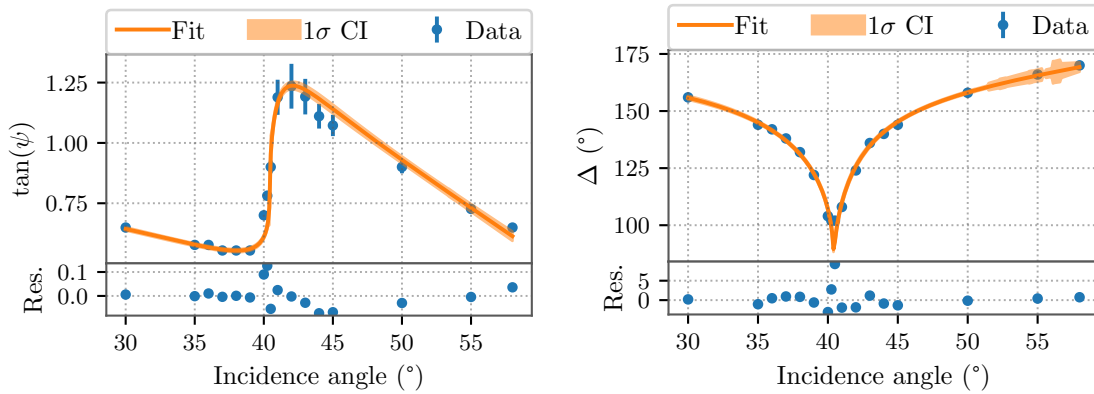 Fit 1σ CI Data
1.25
1.00
0.75
tan(ψ)
0.1
0.0
Res.
30 35 40 45 50 55
Incidence angle (°)
Fit 1σ CI Data
175
150
125
100
Δ (°)
5
0
Res.
30 35 40 45 50 55
Incidence angle (°)